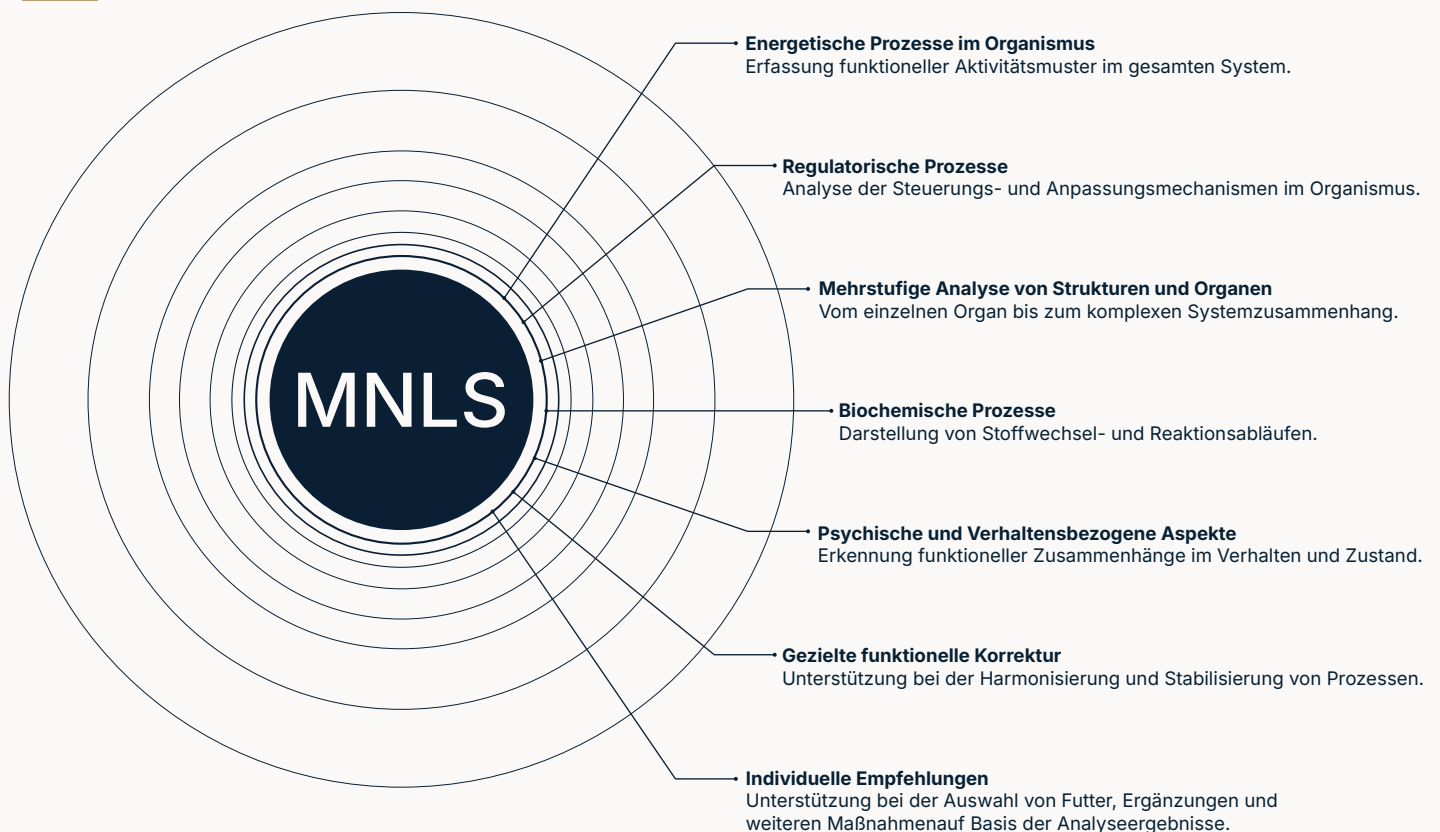 MNLS
Energetische Prozesse im Organismus
Erfassung funktioneller Aktivitätsmuster im gesamten System.
Regulatorische Prozesse
Analyse der Steuerungs- und Anpassungsmechanismen im Organismus.
Mehrstufige Analyse von Strukturen und Organen
Vom einzelnen Organ bis zum komplexen Systemzusammenhang.
Biochemische Prozesse
Darstellung von Stoffwechsel- und Reaktionsabläufen.
Psychische und Verhaltensbezogene Aspekte
Erkennung funktioneller Zusammenhänge im Verhalten und Zustand.
Gezielte funktionelle Korrektur
Unterstützung bei der Harmonisierung und Stabilisierung von Prozessen.
Individuelle Empfehlungen
Unterstützung bei der Auswahl von Futter, Ergänzungen und
weiteren Maßnahmenauf Basis der Analyseergebnisse.